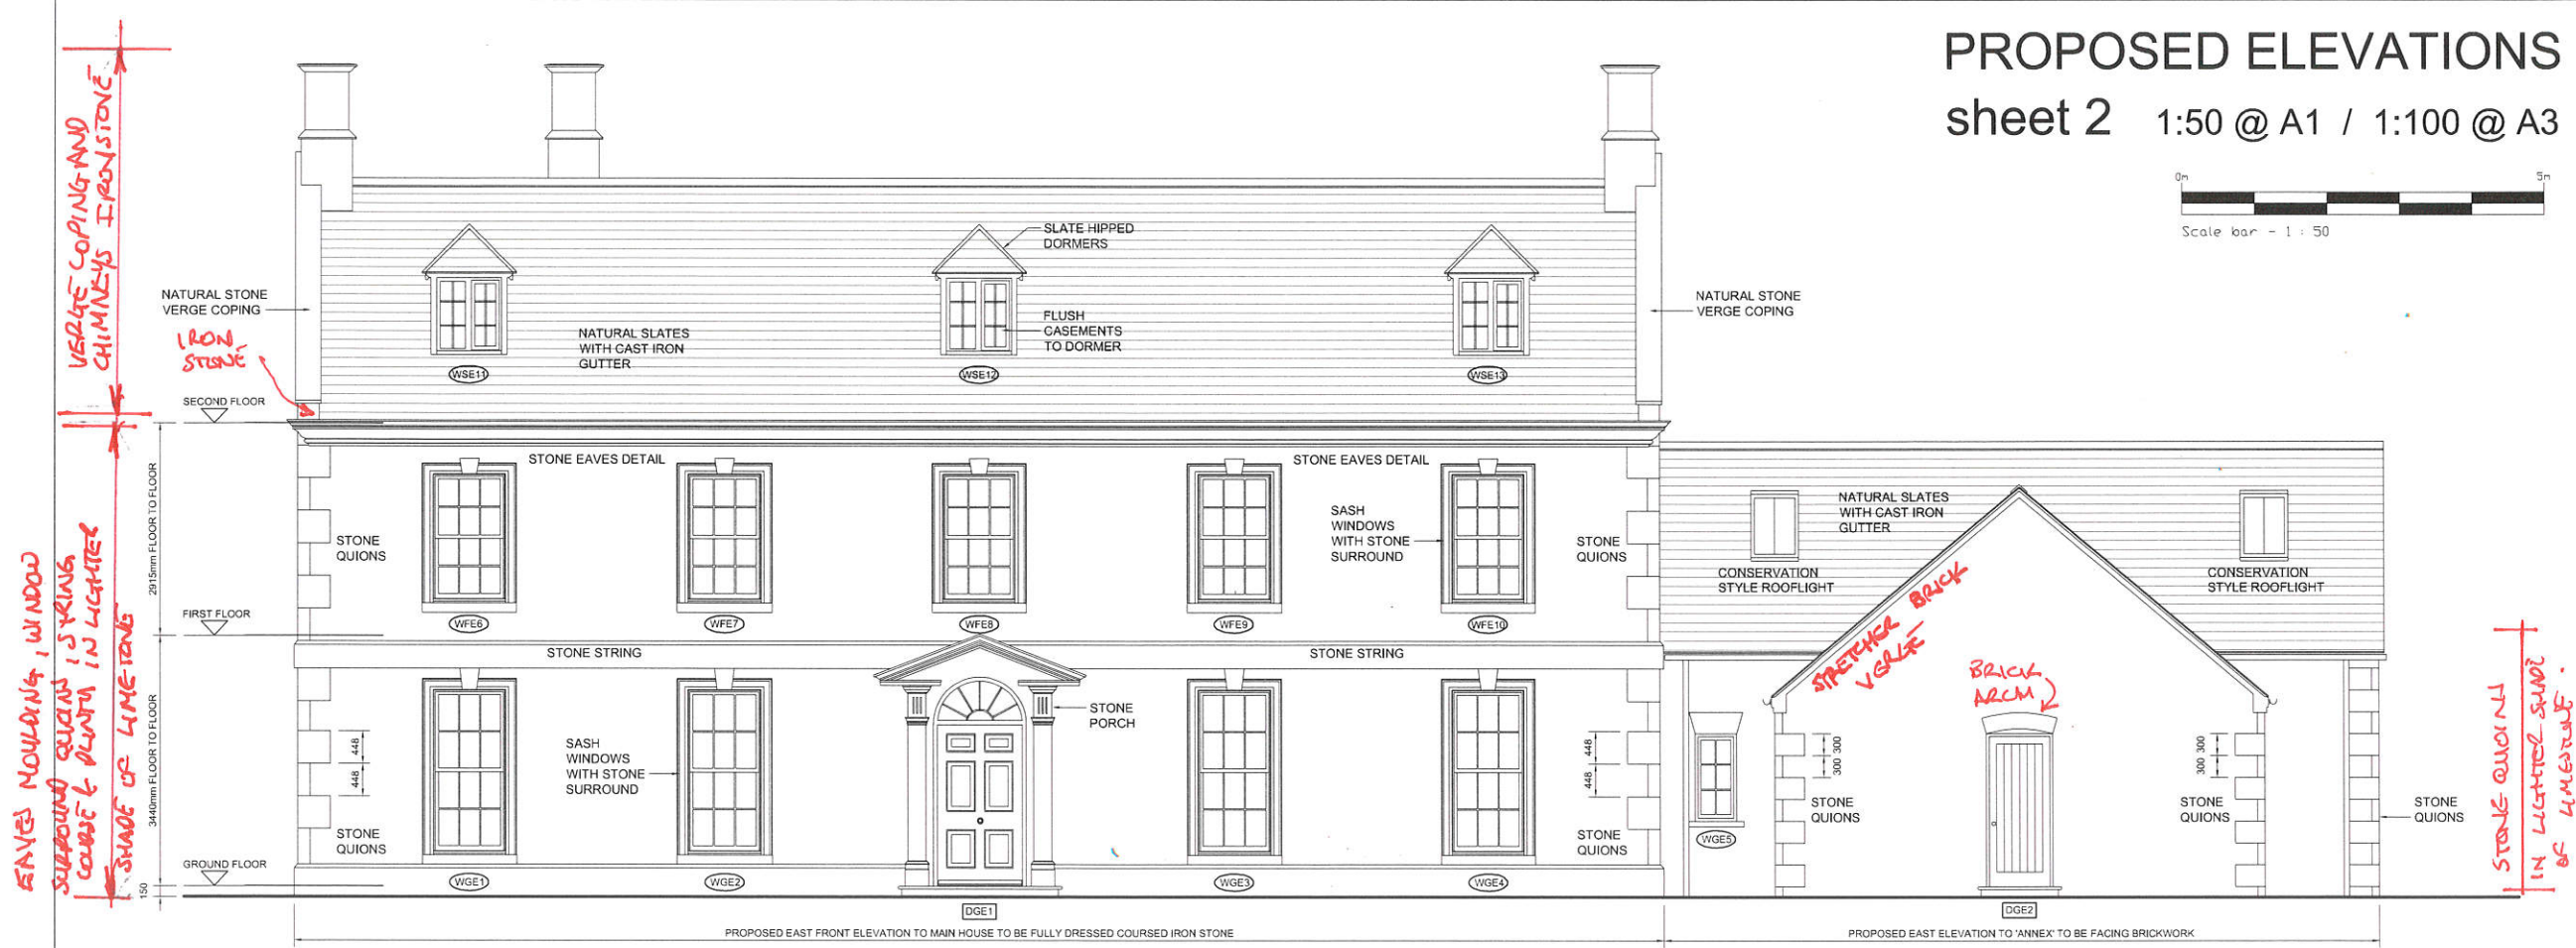 PROPOSED ELEVATIONS
sheet 2 1:50 @ A1 / 1:100 @ A3
0m 5m
Scale bar - 1 : 50
VERGE COPING AND
CHIMNEYS IRONSTONE
NATURAL STONE
VERGE COPING
IRON
STONE
SLATE HIPPED
DORMERS
FLUSH
CASEMENTS
TO DORMER
NATURAL SLATES
WITH CAST IRON
GUTTER
NATURAL STONE
VERGE COPING
WSE11
WSE12
WSE13
SECOND FLOOR
STONE EAVES DETAIL
STONE EAVES DETAIL
2915mm FLOOR TO FLOOR
STONE
QUIONS
SASH
WINDOWS
WITH STONE
SURROUND
STONE
QUIONS
NATURAL SLATES
WITH CAST IRON
GUTTER
CONSERVATION
STYLE ROOFLIGHT
CONSERVATION
STYLE ROOFLIGHT
STRETCHER BRICK
VERGE
FIRST FLOOR
WFE6
WFE7
WFE8
WFE9
WFE10
STONE STRING
STONE STRING
EAVES MOULDING, WINDOW
SURROUND QUOINS, STRING
COURSE & PLINTH IN LIGHTER
SHADE OF LIMESTONE
3440mm FLOOR TO FLOOR
BRICK
ARCH
STONE
PORCH
448
448
SASH
WINDOWS
WITH STONE
SURROUND
448
448
300
300
300
300
STONE
QUIONS
STONE
QUIONS
STONE
QUIONS
STONE
QUIONS
STONE
QUIONS
WGE5
STONE QUOIN
IN LIGHTER SHADE
OF LIMESTONE.
GROUND FLOOR
150
WGE1
WGE2
WGE3
WGE4
DGE1
DGE2
PROPOSED EAST FRONT ELEVATION TO MAIN HOUSE TO BE FULLY DRESSED COURSED IRON STONE
PROPOSED EAST ELEVATION TO 'ANNEX' TO BE FACING BRICKWORK